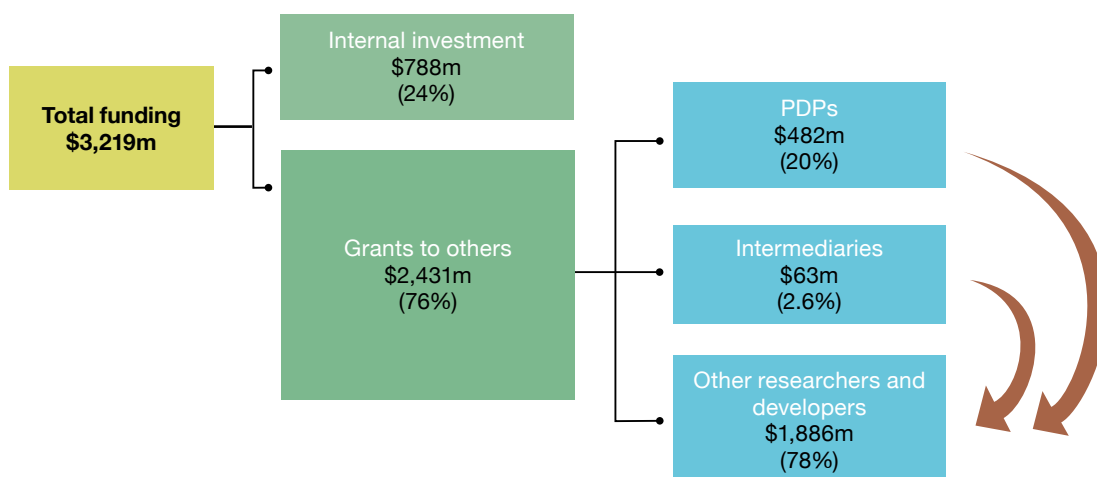 Total funding
$3,219m
Internal investment
$788m
(24%)
Grants to others
$2,431m
(76%)
PDPs
$482m
(20%)
Intermediaries
$63m
(2.6%)
Other researchers and
developers
$1,886m
(78%)